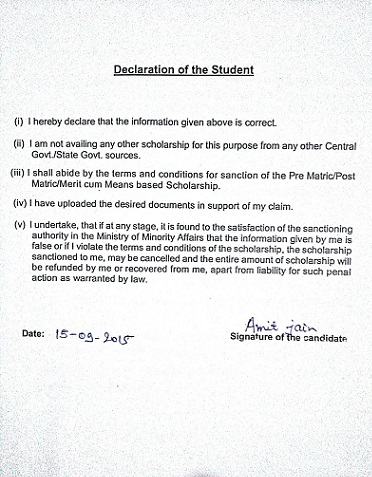 Declaration of the Student
(i) I hereby declare that the information given above is correct.
(ii) I am not availing any other scholarship for this purpose from any other Central
Govt./State Govt. sources.
(iii) I shall abide by the terms and conditions for sanction of the Pre Matric/Post
Matric/Merit cum Means based Scholarship.
(iv) I have uploaded the desired documents in support of my claim.
(v) I undertake, that if at any stage, it is found to the satisfaction of the sanctioning
authority in the Ministry of Minority Affairs that the information given by me is
false or if I violate the terms and conditions of the scholarship, the scholarship
sanctioned to me, may be cancelled and the entire amount of scholarship will
be refunded by me or recovered from me, apart from liability for such penal
action as warranted by law.
Amit jain
Date: 15-09-2015 Signature of the candidate